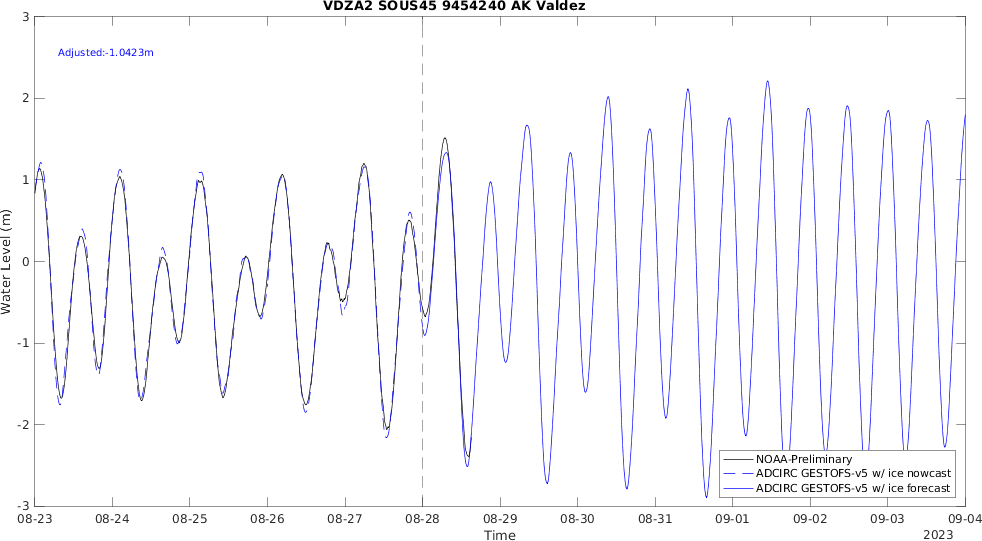 VDZA2 SOUS45 9454240 AK Valdez
Adjusted:-1.0423m
3
2
1
0
-1
-2
-3
Water Level (m)
NOAA-Preliminary
ADCIRC GESTOFS-v5 w/ ice nowcast
ADCIRC GESTOFS-v5 w/ ice forecast
08-23 08-24 08-25 08-26 08-27 08-28 08-29 08-30 08-31 09-01 09-02 09-03 09-04
Time
2023